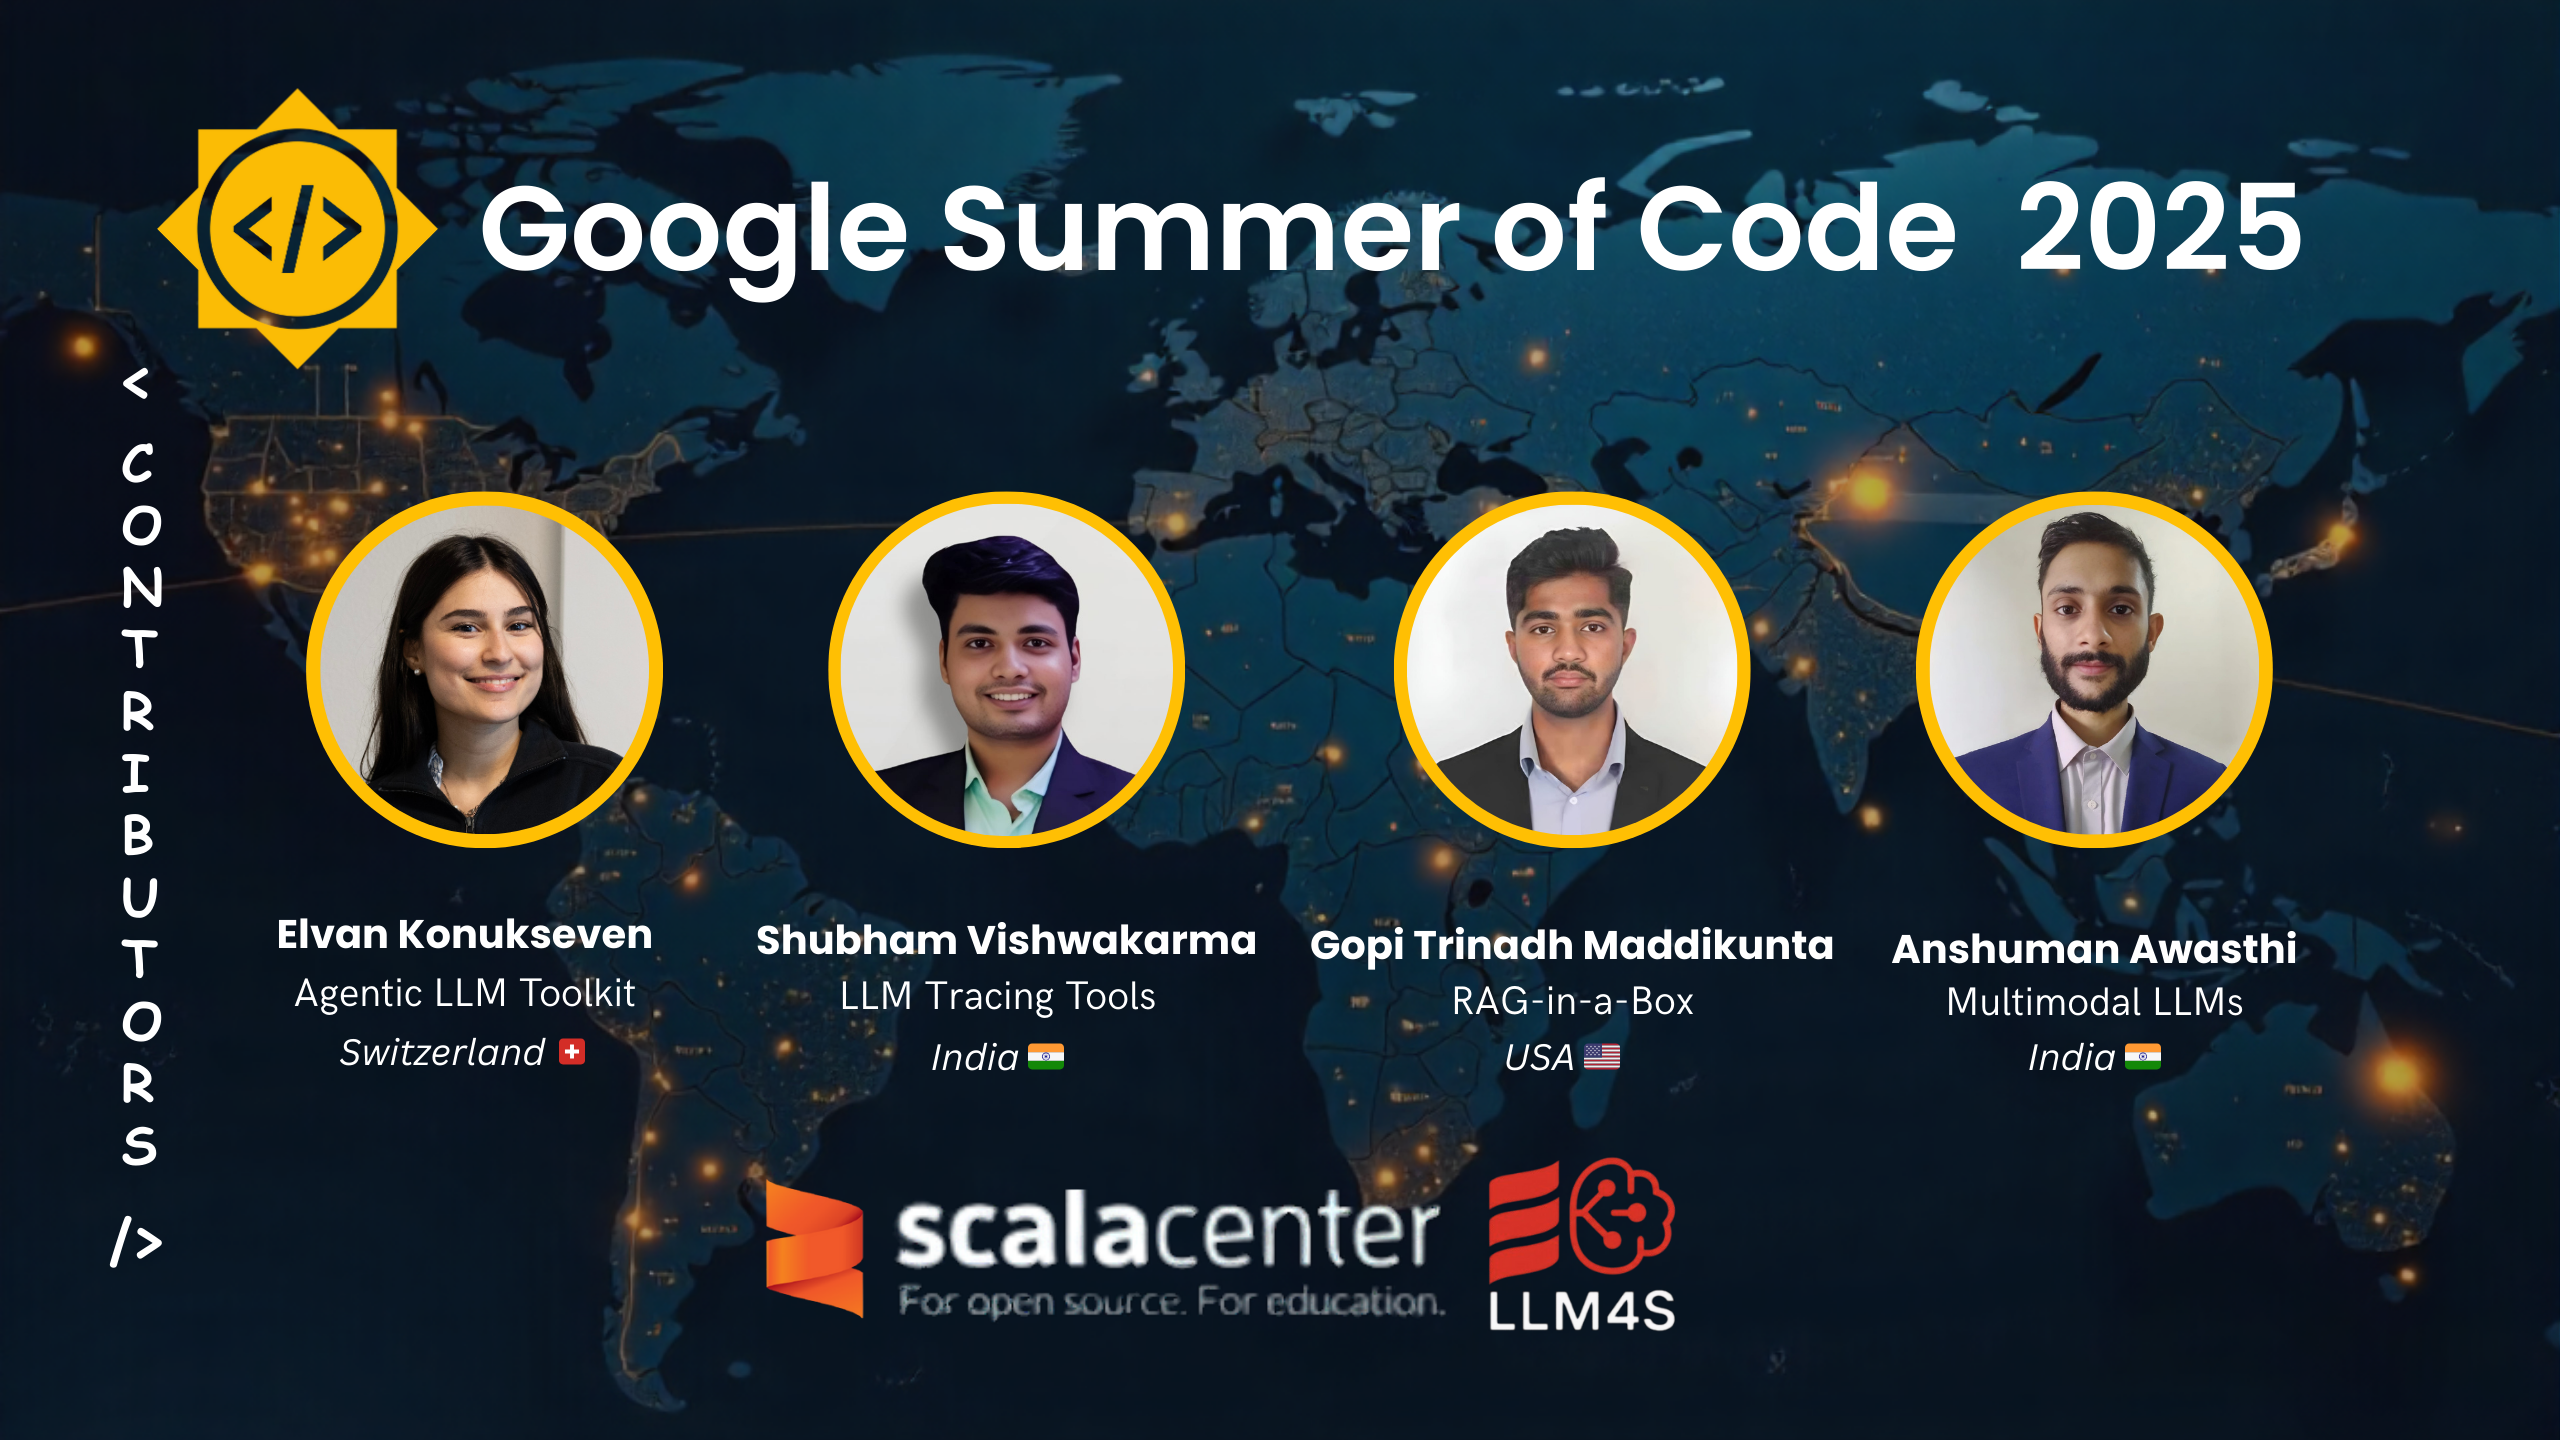 </>
Google Summer of Code 2025
< CONTRIBUTORS />
Elvan Konukseven
Agentic LLM Toolkit
Switzerland
Shubham Vishwakarma
LLM Tracing Tools
India
Gopi Trinadh Maddikunta
RAG-in-a-Box
USA
Anshuman Awasthi
Multimodal LLMs
India
scalacenter
For open source. For education.
LLM4S